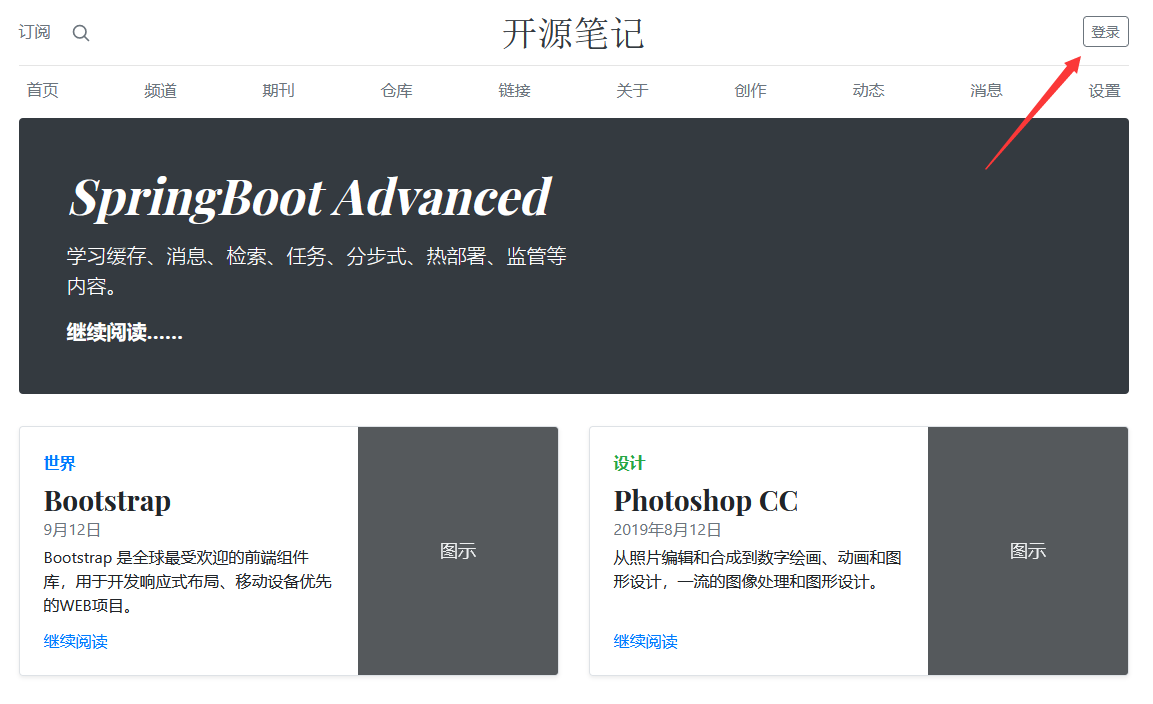 订阅
开源笔记
登录
首页 频道 期刊 仓库 链接 关于 创作 动态 消息 设置
SpringBoot Advanced
学习缓存、消息、检索、任务、分步式、热部署、监管等
内容。
继续阅读……
世界
Bootstrap
9月12日
Bootstrap 是全球最受欢迎的前端组件
库，用于开发响应式布局、移动设备优先
的WEB项目。
继续阅读
图示
设计
Photoshop CC
2019年8月12日
从照片编辑和合成到数字绘画、动画和图
形设计，一流的图像处理和图形设计。
继续阅读
图示